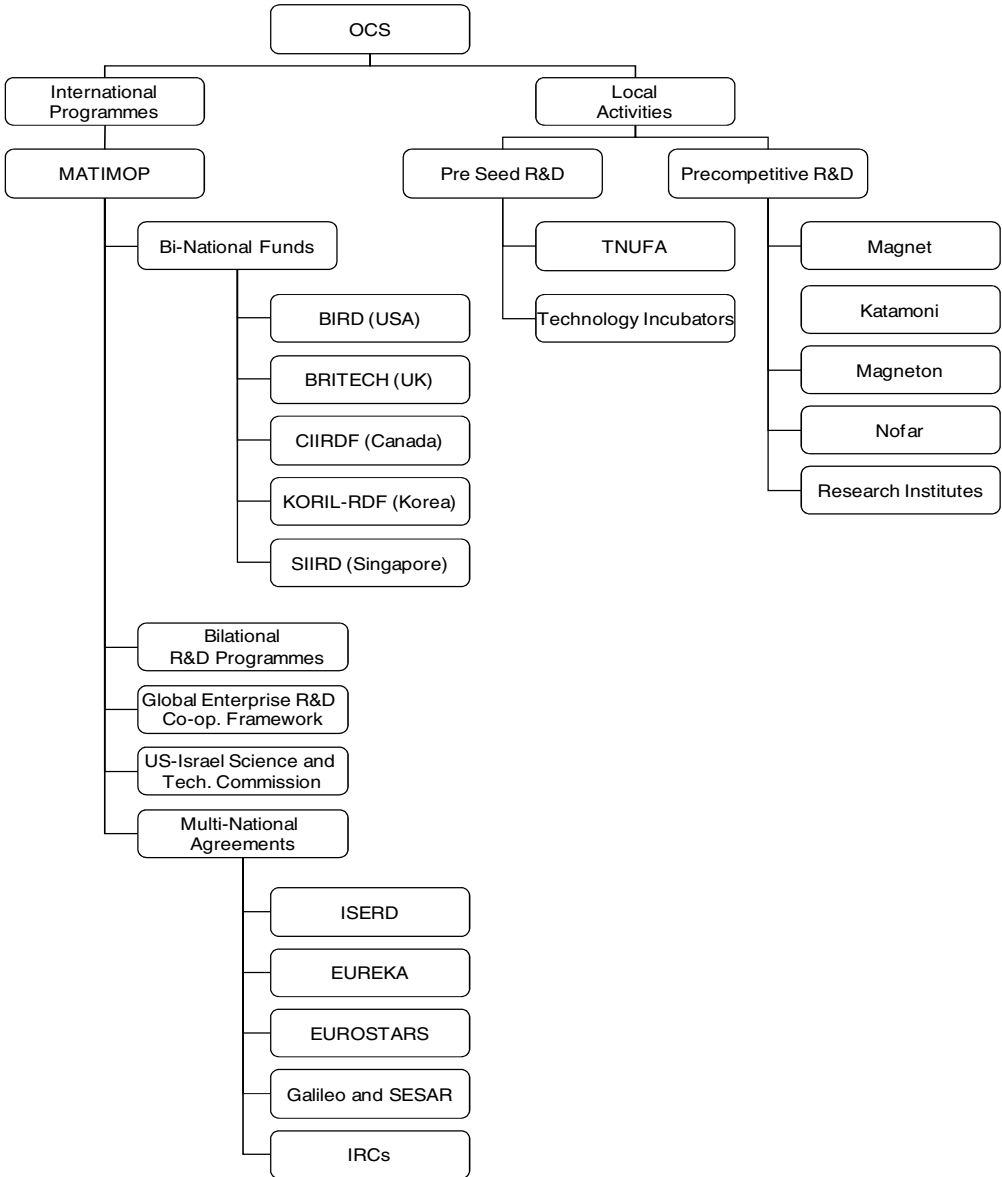 OCS
International
Programmes
Local
Activities
MATIMOP
Pre Seed R&D
Precompetitive R&D
Bi-National Funds
TNUFA
Magnet
BIRD (USA)
Technology Incubators
Katamoni
BRITECH (UK)
Magneton
CIIRDF (Canada)
Nofar
KORIL-RDF (Korea)
Research Institutes
SIIRD (Singapore)
Bilational
R&D Programmes
Global Enterprise R&D
Co-op. Framework
US-Israel Science and
Tech. Commission
Multi-National
Agreements
ISERD
EUREKA
EUROSTARS
Galileo and SESAR
IRCs